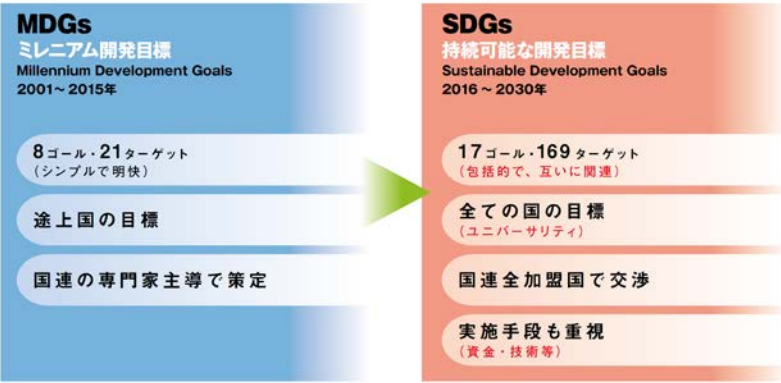 MDGs
ミレニアム開発目標
Millennium Development Goals
2001～2015年
8ゴール・21ターゲット
（シンプルで明快）
途上国の目標
国連の専門家主導で策定
SDGs
持続可能な開発目標
Sustainable Development Goals
2016～2030年
17ゴール・169ターゲット
（包括的で、互いに関連）
全ての国の目標
（ユニバーサリティ）
国連全加盟国で交渉
実施手段も重視
（資金・技術等）